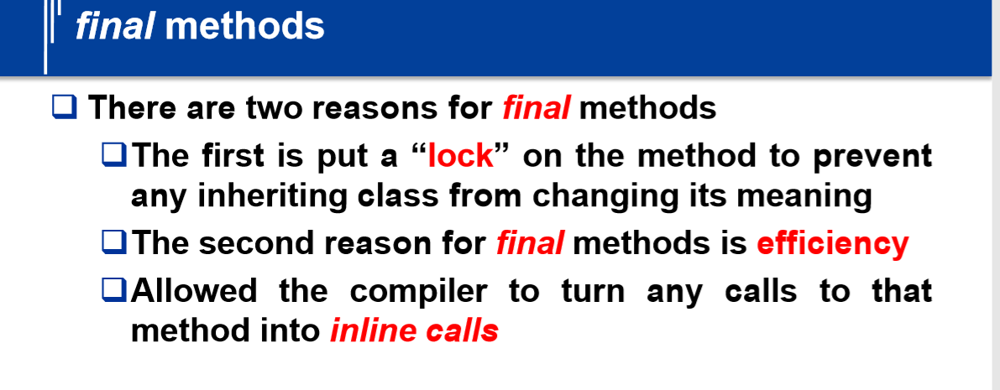 final methods
There are two reasons for final methods
The first is put a “lock” on the method to prevent
any inheriting class from changing its meaning
The second reason for final methods is efficiency
Allowed the compiler to turn any calls to that
method into inline calls